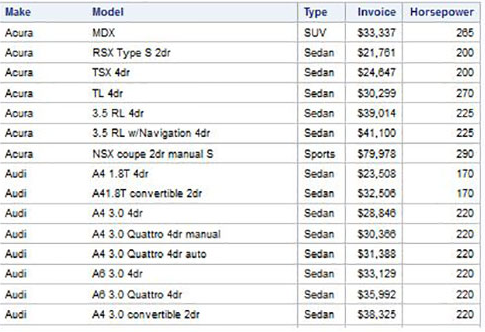 Make Model Type Invoice Horsepower
Acura MDX SUV $33,337 265
Acura RSX Type S 2dr Sedan $21,761 200
Acura TSX 4dr Sedan $24,647 200
Acura TL 4dr Sedan $30,299 270
Acura 3.5 RL 4dr Sedan $39,014 225
Acura 3.5 RL w/Navigation 4dr Sedan $41,100 225
Acura NSX coupe 2dr manual S Sports $79,978 290
Audi A4 1.8T 4dr Sedan $23,508 170
Audi A41.8T convertible 2dr Sedan $32,506 170
Audi A4 3.0 4dr Sedan $28,846 220
Audi A4 3.0 Quattro 4dr manual Sedan $30,366 220
Audi A4 3.0 Quattro 4dr auto Sedan $31,388 220
Audi A6 3.0 4dr Sedan $33,129 220
Audi A6 3.0 Quattro 4dr Sedan $35,992 220
Audi A4 3.0 convertible 2dr Sedan $38,325 220